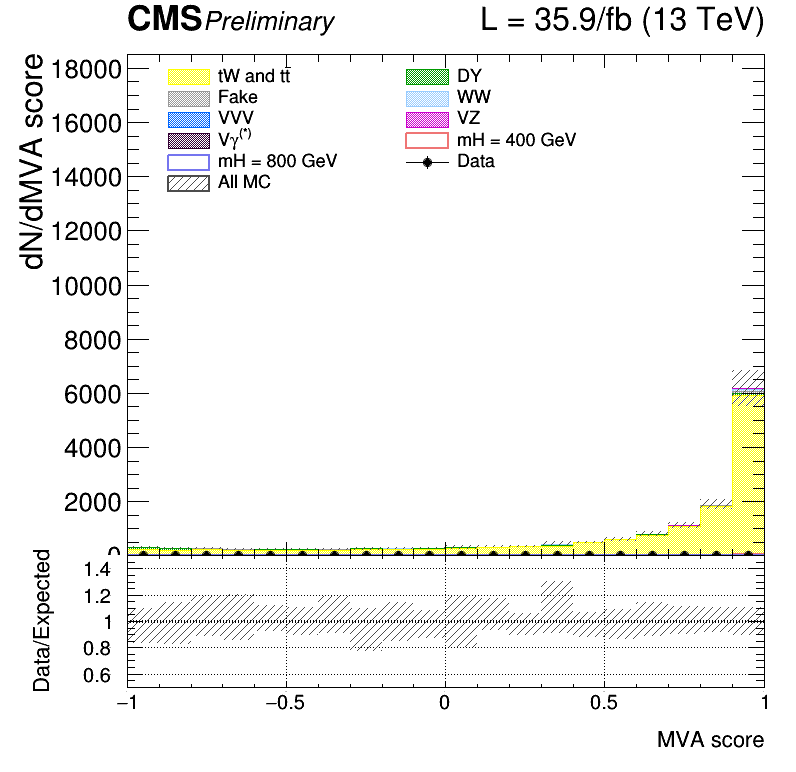 CMS Preliminary L = 35.9/fb (13 TeV)
dN/dMVA score
18000
16000
14000
12000
10000
8000
6000
4000
2000
0
tW and tt
DY
Fake
WW
VVV
VZ
Vγ(*)
mH = 400 GeV
mH = 800 GeV
Data
All MC
Data/Expected
1.4
1.2
1
0.8
0.6
−1 −0.5 0 0.5 1
MVA score